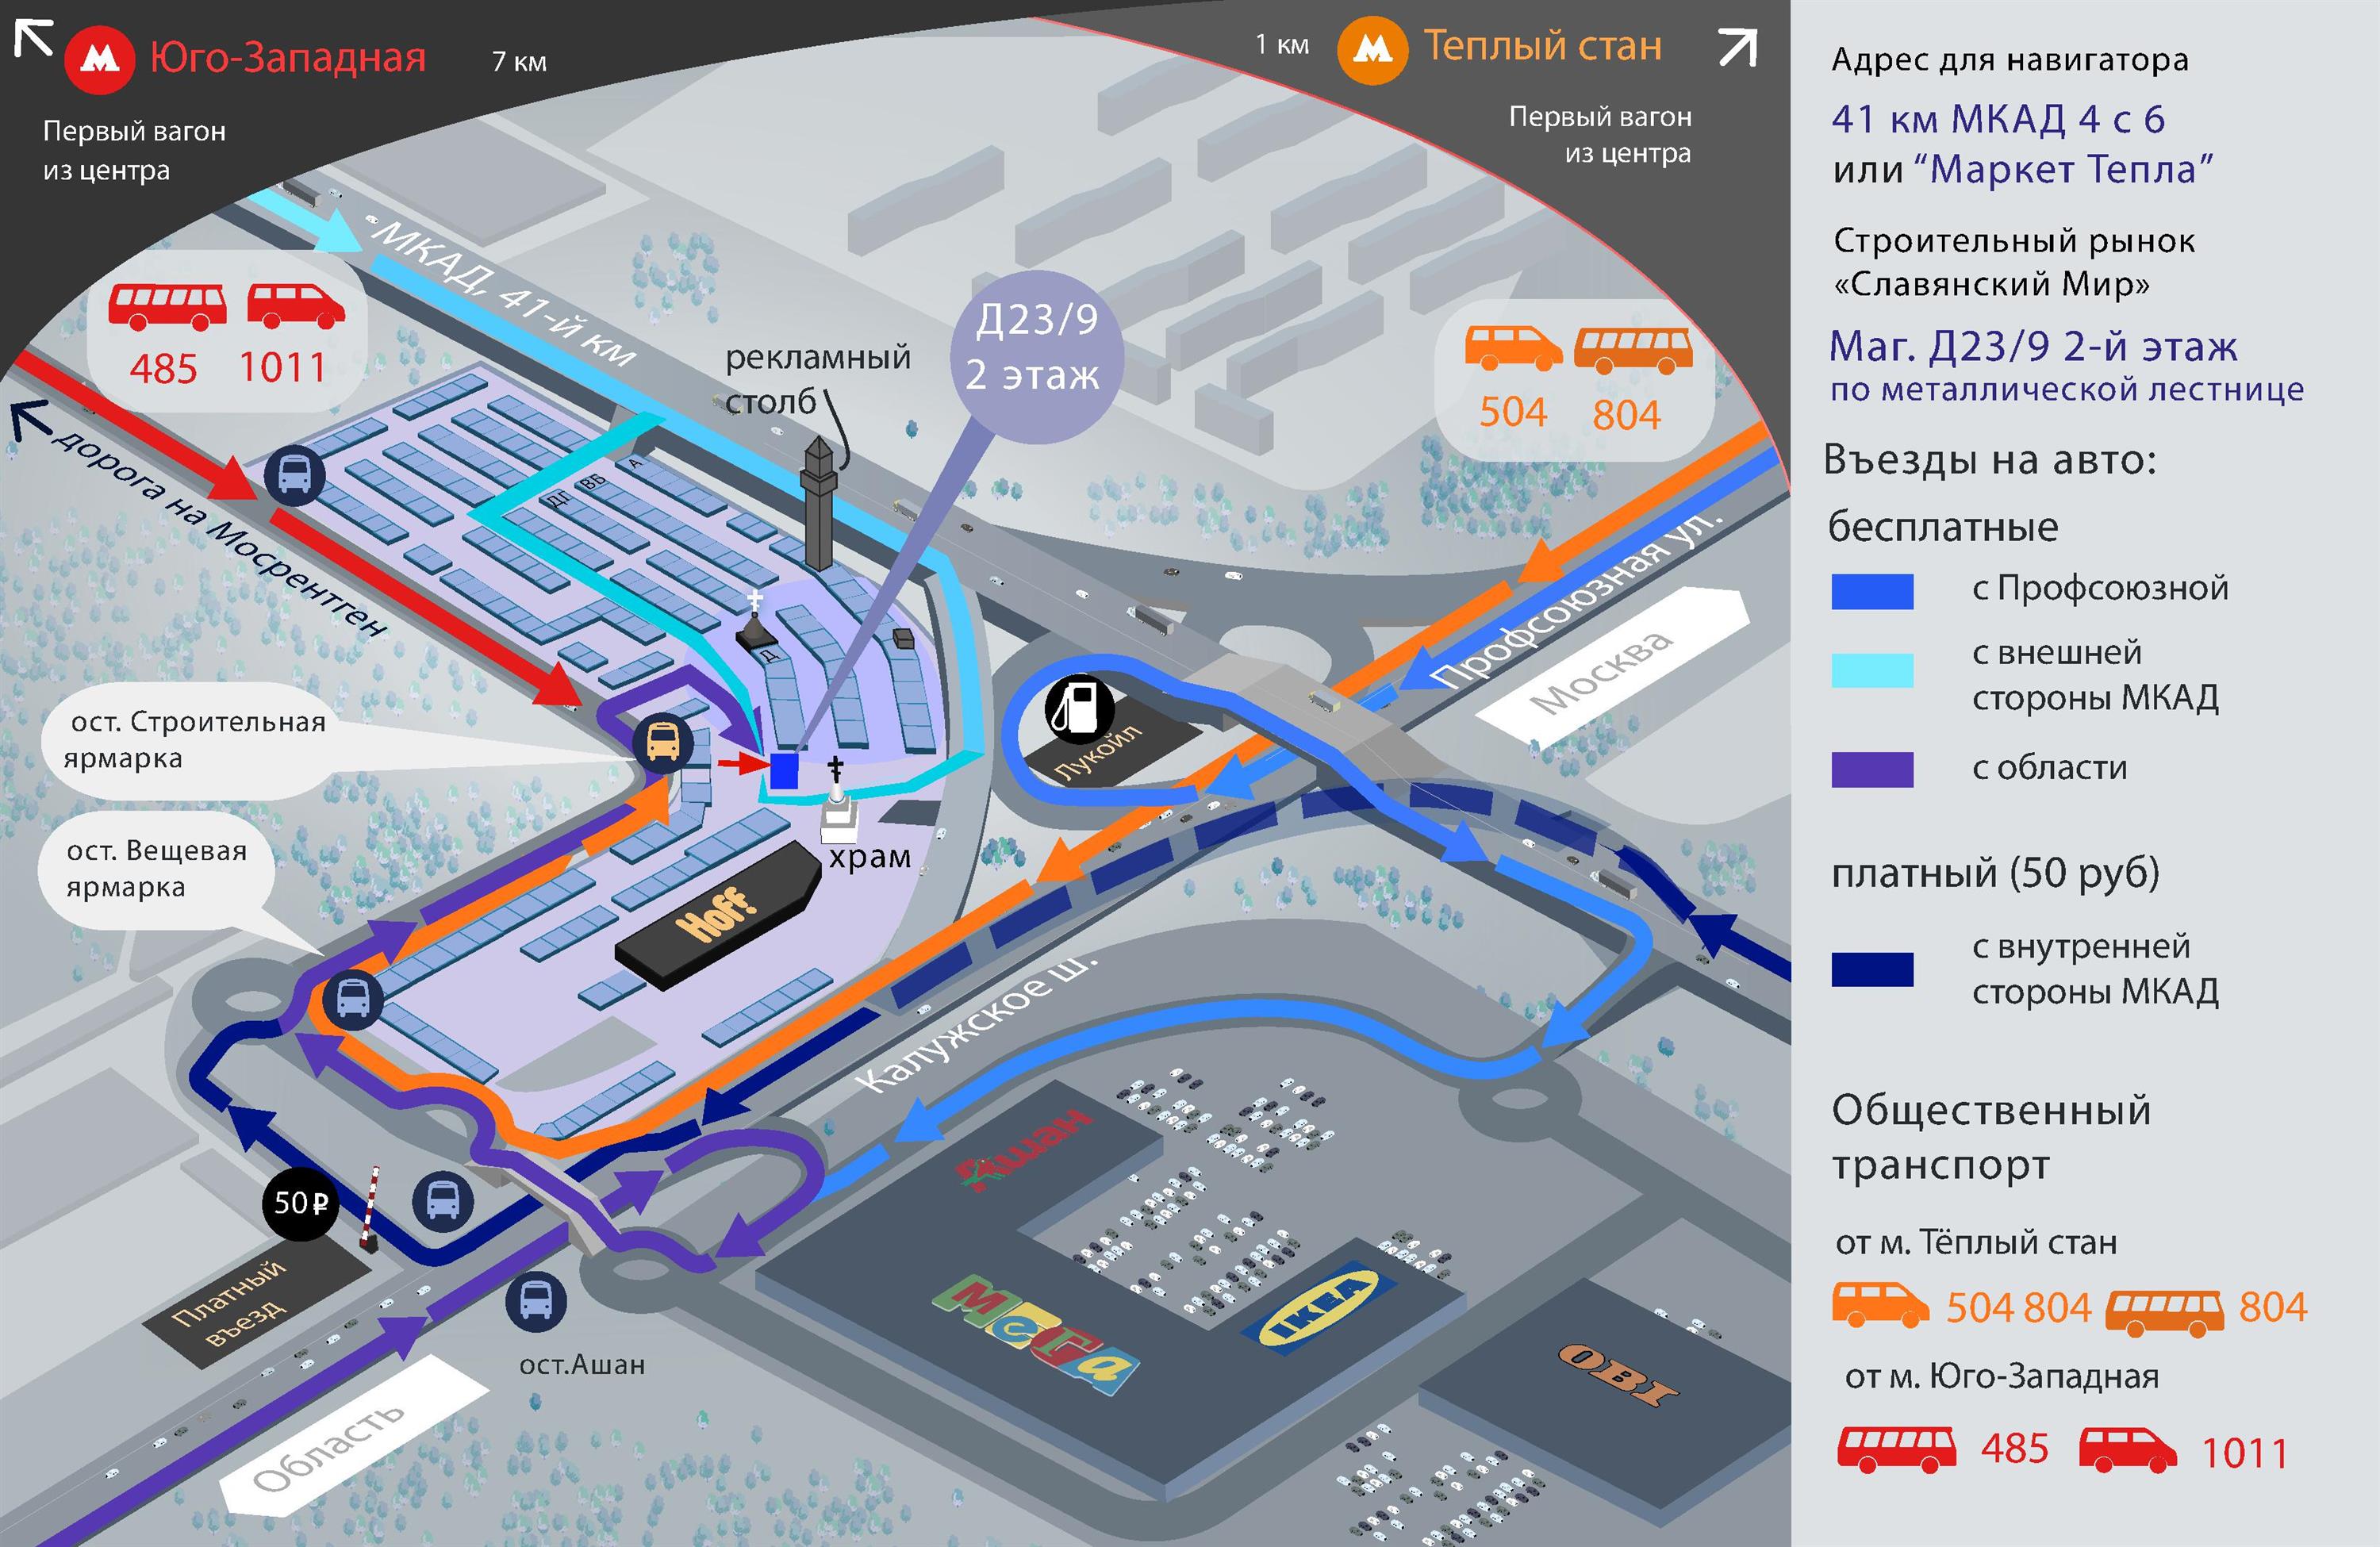 Юго-Западная
7 км
Первый вагон
из центра
1 км
Теплый стан
Первый вагон
из центра
485 1011
МКАД, 41-й км
дорога на Мосрентген
рекламный
столб
Д23/9
2 этаж
504 804
Профсоюзная ул.
Москва
А
ВБ
ДГ
Д
ост. Строительная
ярмарка
Лукойл
ост. Вещевая
ярмарка
храм
Hoff
Калужское ш.
50₽
Платный
въезд
ост.Ашан
Область
Ашан
МЕГА
IKEA
OBI
Адрес для навигатора
41 км МКАД 4 с 6
или “Маркет Тепла”
Строительный рынок
«Славянский Мир»
Маг. Д23/9 2-й этаж
по металлической лестнице
Въезды на авто:
бесплатные
с Профсоюзной
с внешней
стороны МКАД
с области
платный (50 руб)
с внутренней
стороны МКАД
Общественный
транспорт
от м. Тёплый стан
504 804 804
от м. Юго-Западная
485 1011